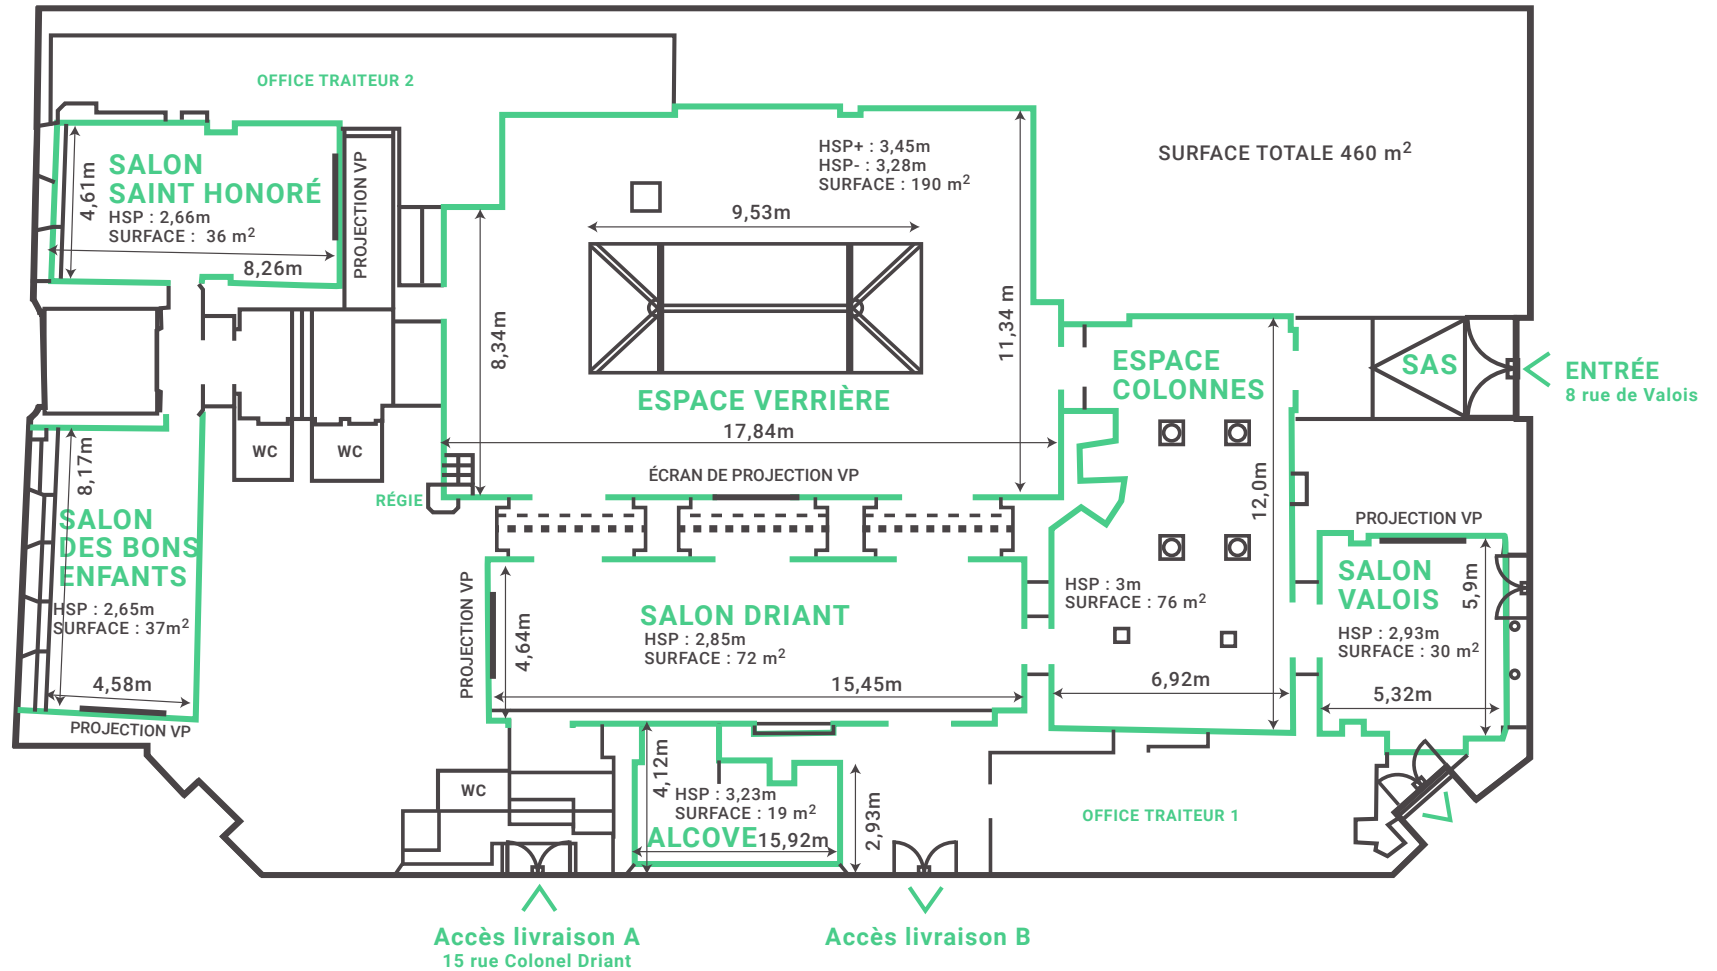 OFFICE TRAITEUR 2
SALON
SAINT HONORÉ
HSP : 2,66m
SURFACE : 36 m²
4,61m
8,26m
PROJECTION VP
HSP+ : 3,45m
HSP- : 3,28m
SURFACE : 190 m²
9,53m
8,34m
11,34 m
ESPACE VERRIÈRE
17,84m
ÉCRAN DE PROJECTION VP
RÉGIE
SURFACE TOTALE 460 m²
ESPACE
COLONNES
12,0m
HSP : 3m
SURFACE : 76 m²
6,92m
SAS
ENTRÉE
8 rue de Valois
WC
WC
8,17m
SALON
DES BONS
ENFANTS
HSP : 2,65m
SURFACE : 37m²
4,58m
PROJECTION VP
PROJECTION VP
4,64m
SALON DRIANT
HSP : 2,85m
SURFACE : 72 m²
15,45m
PROJECTION VP
SALON
VALOIS
HSP : 2,93m
SURFACE : 30 m²
5,9m
5,32m
WC
4,12m
HSP : 3,23m
SURFACE : 19 m²
ALCOVE
15,92m
2,93m
OFFICE TRAITEUR 1
Accès livraison A
15 rue Colonel Driant
Accès livraison B